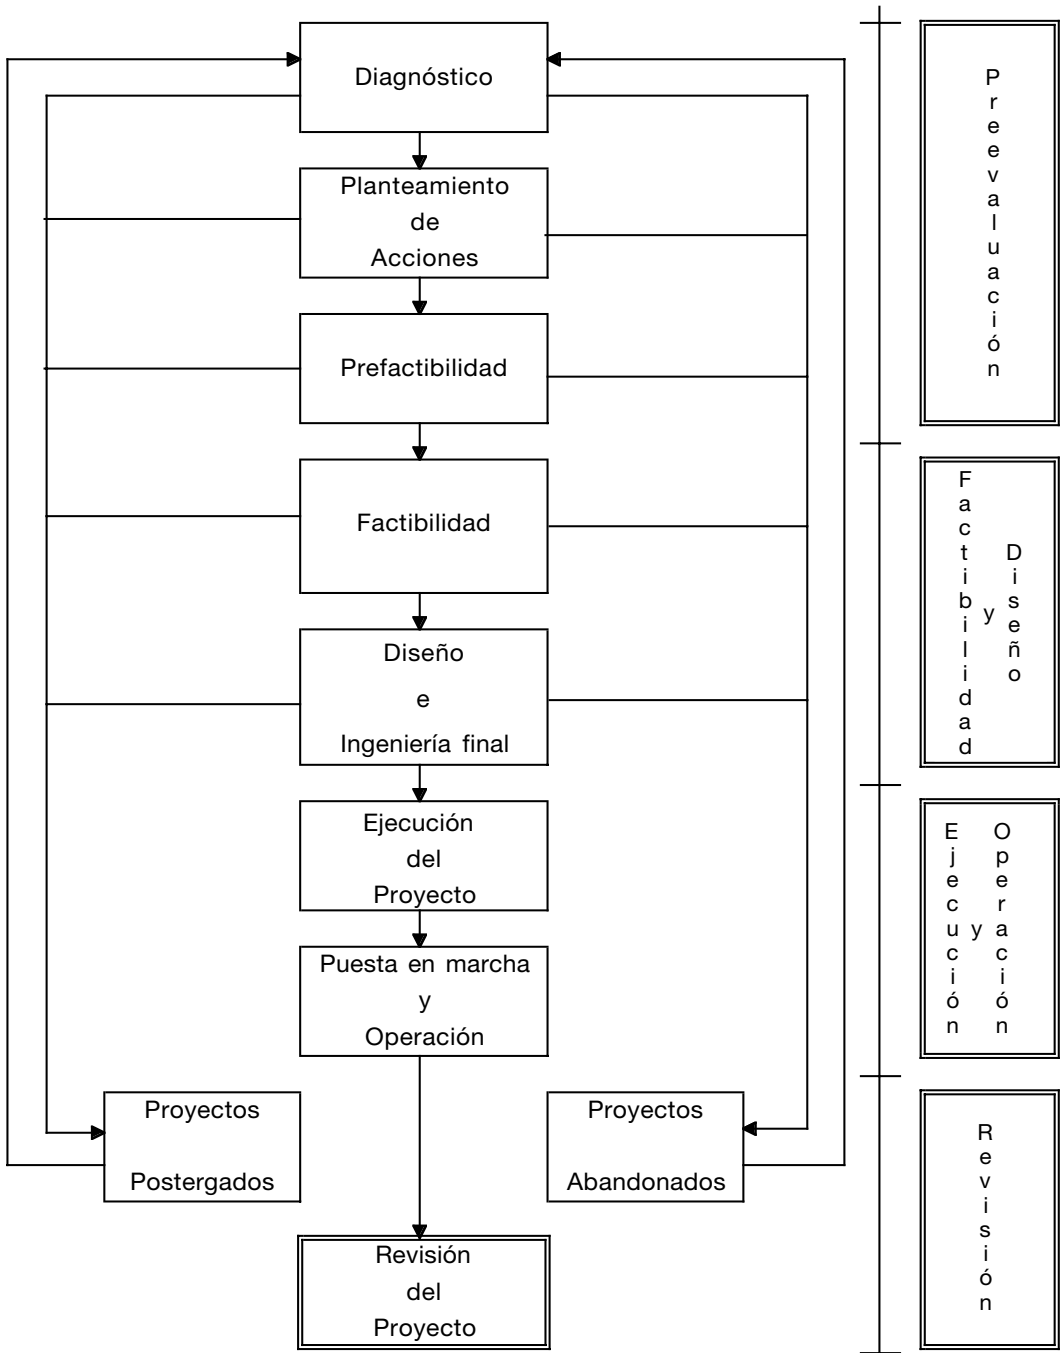 Diagnóstico
Planteamiento
de
Acciones
Prefactibilidad
Factibilidad
Diseño
e
Ingeniería final
Ejecución
del
Proyecto
Puesta en marcha
y
Operación
Proyectos
Postergados
Proyectos
Abandonados
Revisión
del
Proyecto
Preevaluación
Factibilidad
y
Diseño
Ejecución
y
Operación
Revisión